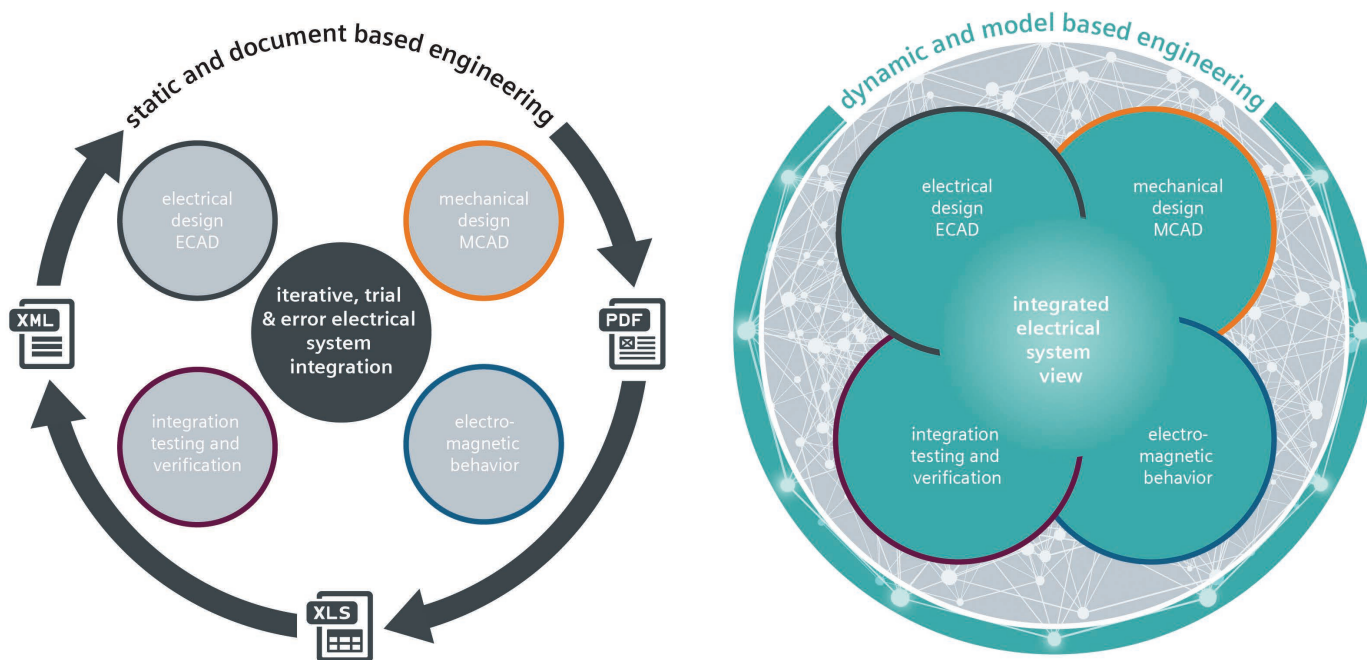 static and document based engineering
electrical
design
ECAD
mechanical
design
MCAD
iterative, trial
& error electrical
system
integration
XML
PDF
integration
testing and
verification
electro-
magnetic
behavior
XLS
dynamic and model based engineering
electrical
design
ECAD
mechanical
design
MCAD
integrated
electrical
system
view
integration
testing and
verification
electro-
magnetic
behavior